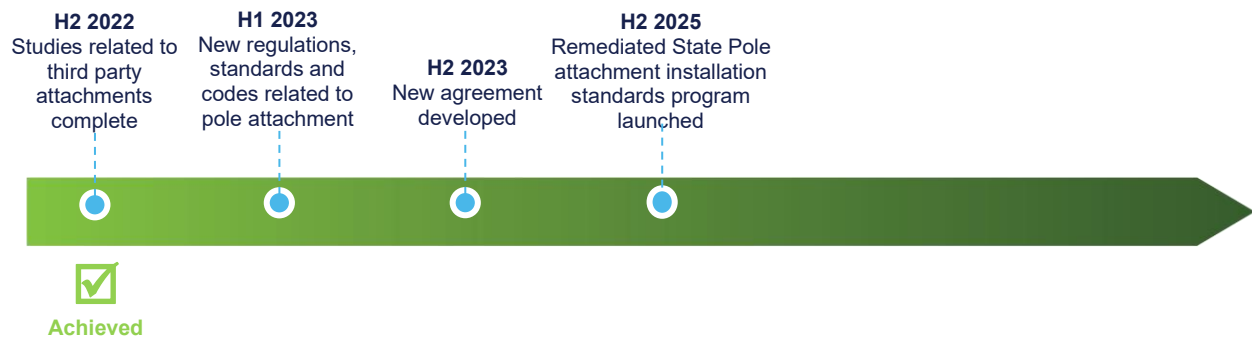 H2 2022
Studies related to
third party
attachments
complete
H1 2023
New regulations,
standards and
codes related to
pole attachment
H2 2023
New agreement
developed
H2 2025
Remediated State Pole
attachment installation
standards program
launched
Achieved